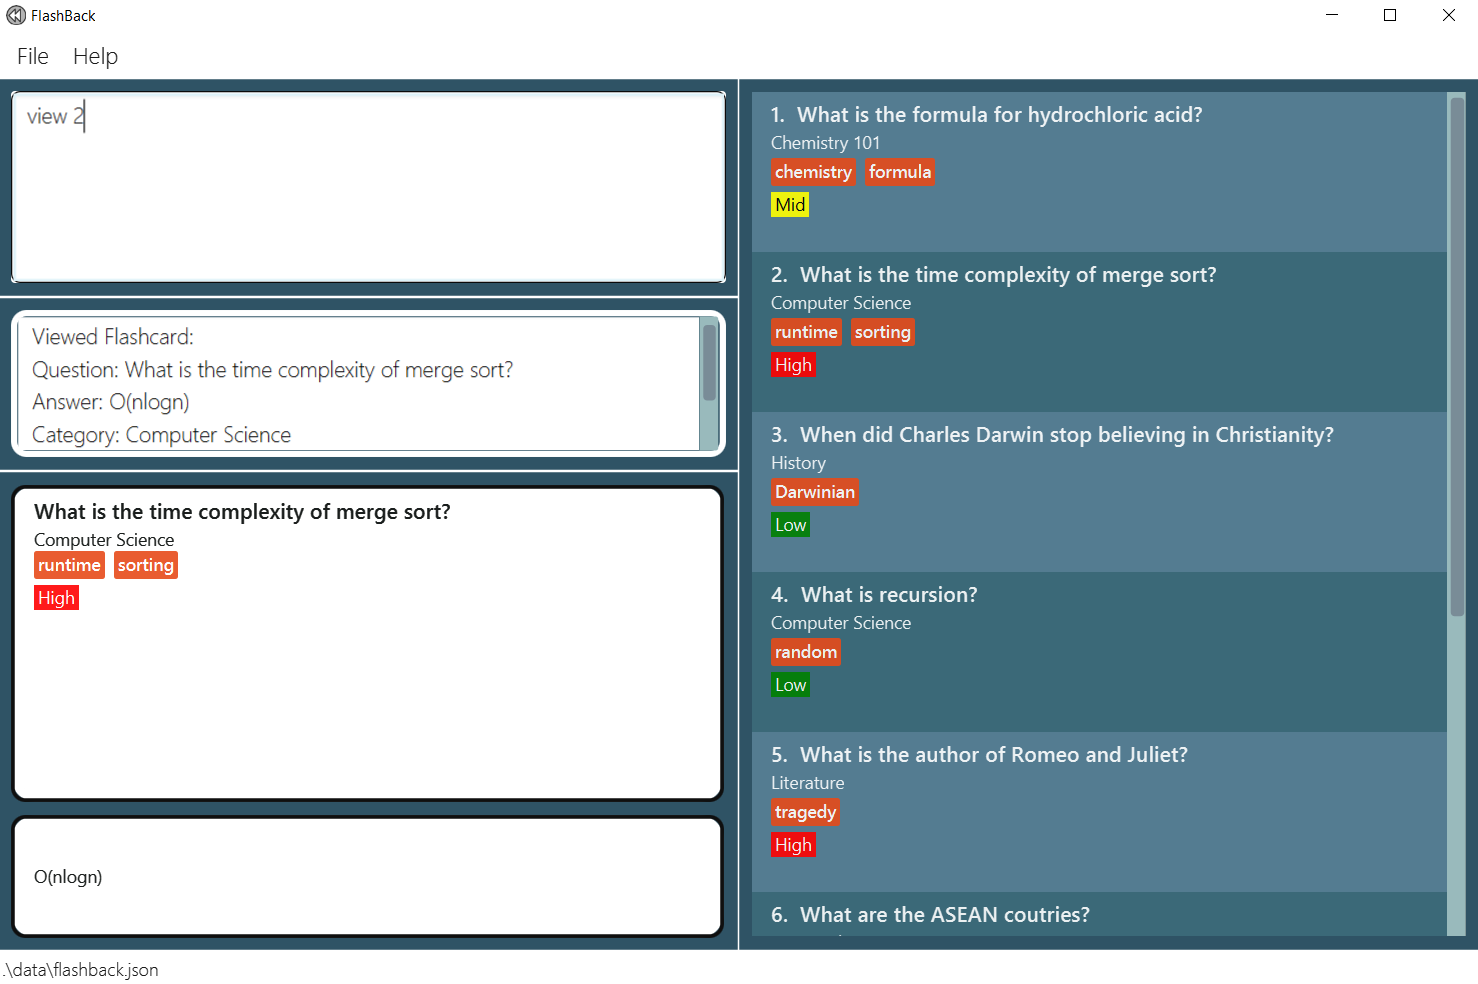 FlashBack
File Help
view 2
Viewed Flashcard:
Question: What is the time complexity of merge sort?
Answer: O(nlogn)
Category: Computer Science
What is the time complexity of merge sort?
Computer Science
runtime sorting
High
O(nlogn)
1. What is the formula for hydrochloric acid?
Chemistry 101
chemistry formula
Mid
2. What is the time complexity of merge sort?
Computer Science
runtime sorting
High
3. When did Charles Darwin stop believing in Christianity?
History
Darwinian
Low
4. What is recursion?
Computer Science
random
Low
5. What is the author of Romeo and Juliet?
Literature
tragedy
High
6. What are the ASEAN coutries?
.\data\flashback.json